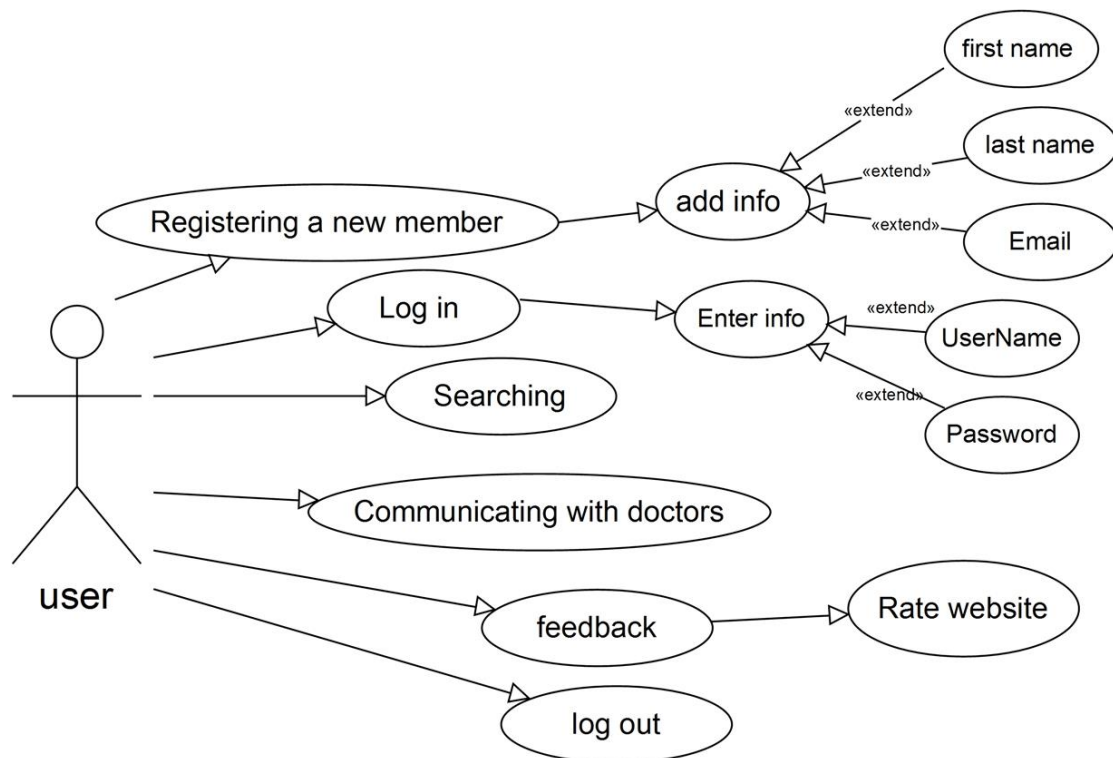 first name
«extend»
last name
«extend»
add info
Registering a new member
«extend»
Email
Log in
Enter info
«extend»
UserName
Searching
«extend»
Password
Communicating with doctors
user
feedback
Rate website
log out